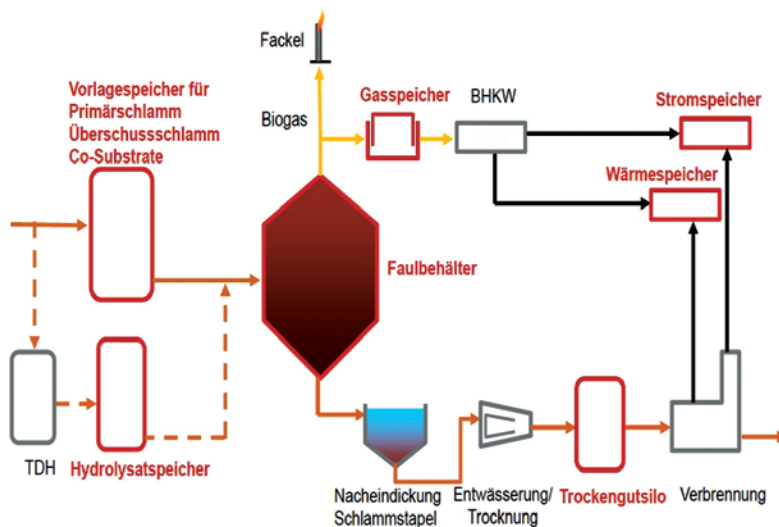 Fackel
Vorlagespeicher für
Primärschlamm
Überschussschlamm
Co-Substrate
Biogas
Gasspeicher
BHKW
Stromspeicher
Wärmespeicher
Faulbehälter
TDH
Hydrolysatspeicher
Nacheindickung
Schlammstapel
Entwässerung/
Trocknung
Trockengutsilo
Verbrennung